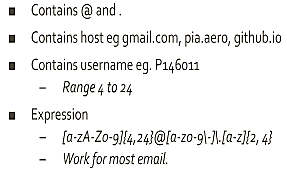 Contains @ and .
Contains host eg gmail.com, pia.aero, github.io
Contains username eg. P146011
– Range 4 to 24
Expression
– [a-zA-Z0-9]{4,24}@[a-z0-9\-]\.[a-z]{2, 4}
– Work for most email.